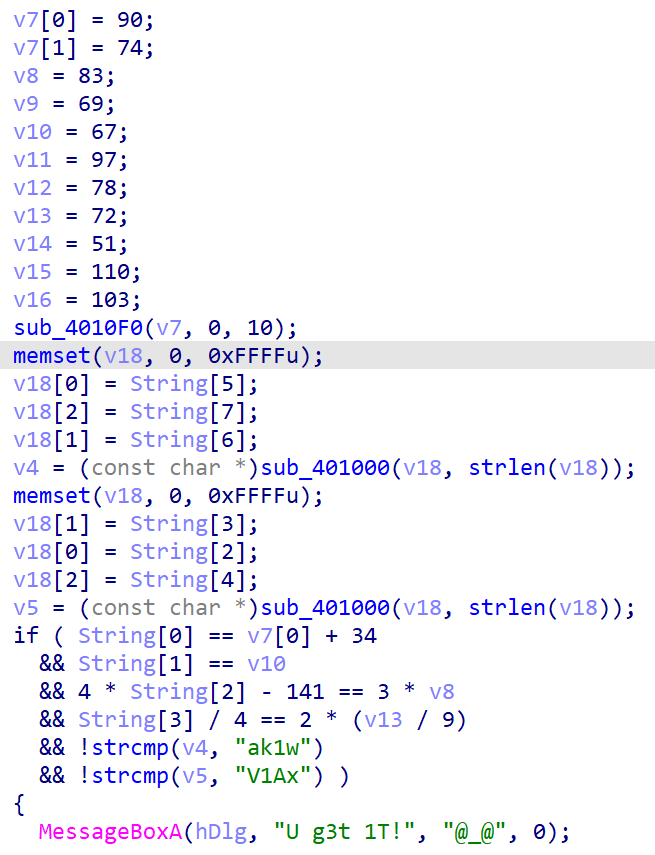 v7[0] = 90;
v7[1] = 74;
v8 = 83;
v9 = 69;
v10 = 67;
v11 = 97;
v12 = 78;
v13 = 72;
v14 = 51;
v15 = 110;
v16 = 103;
sub_4010F0(v7, 0, 10);
memset(v18, 0, 0xFFFFu);
v18[0] = String[5];
v18[2] = String[7];
v18[1] = String[6];
v4 = (const char *)sub_401000(v18, strlen(v18));
memset(v18, 0, 0xFFFFu);
v18[1] = String[3];
v18[0] = String[2];
v18[2] = String[4];
v5 = (const char *)sub_401000(v18, strlen(v18));
if ( String[0] == v7[0] + 34
  && String[1] == v10
  && 4 * String[2] - 141 == 3 * v8
  && String[3] / 4 == 2 * (v13 / 9)
  && !strcmp(v4, "ak1w")
  && !strcmp(v5, "V1Ax") )
{
  MessageBoxA(hDlg, "U g3t 1T!", "@_@", 0);